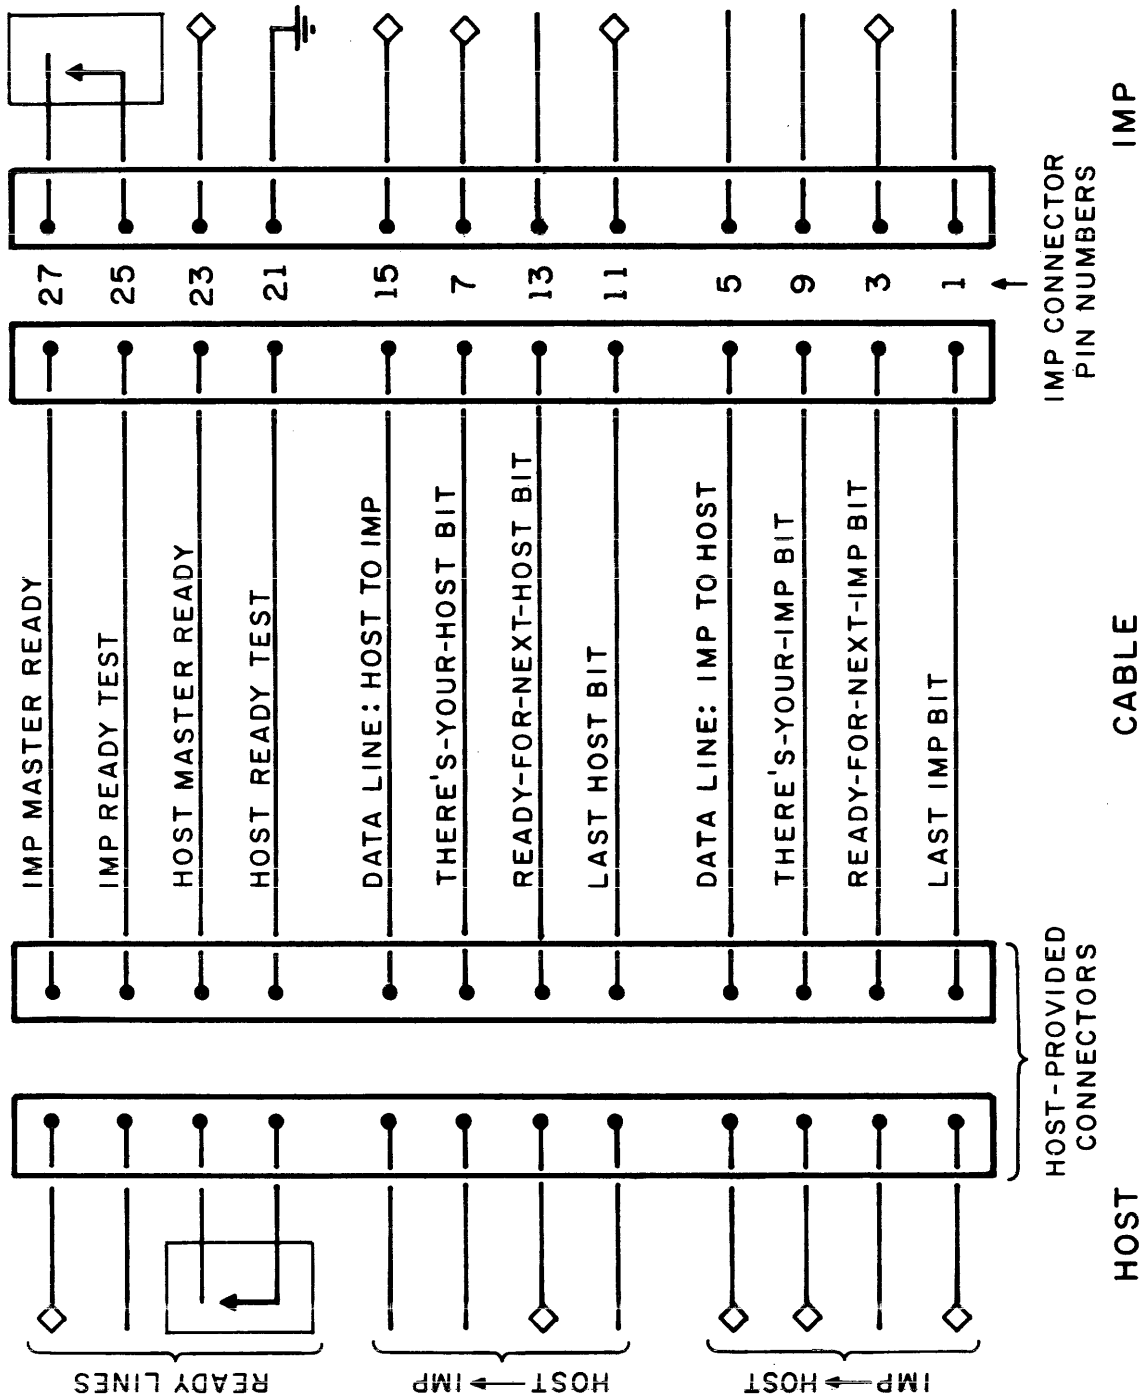 READY LINES
HOST → IMP
IMP → HOST
HOST
CABLE
IMP
HOST-PROVIDED
CONNECTORS
IMP CONNECTOR
PIN NUMBERS
IMP MASTER READY
27
IMP READY TEST
25
HOST MASTER READY
23
HOST READY TEST
21
DATA LINE: HOST TO IMP
15
THERE'S-YOUR-HOST BIT
7
READY-FOR-NEXT-HOST BIT
13
LAST HOST BIT
11
DATA LINE: IMP TO HOST
5
THERE'S-YOUR-IMP BIT
9
READY-FOR-NEXT-IMP BIT
3
LAST IMP BIT
1